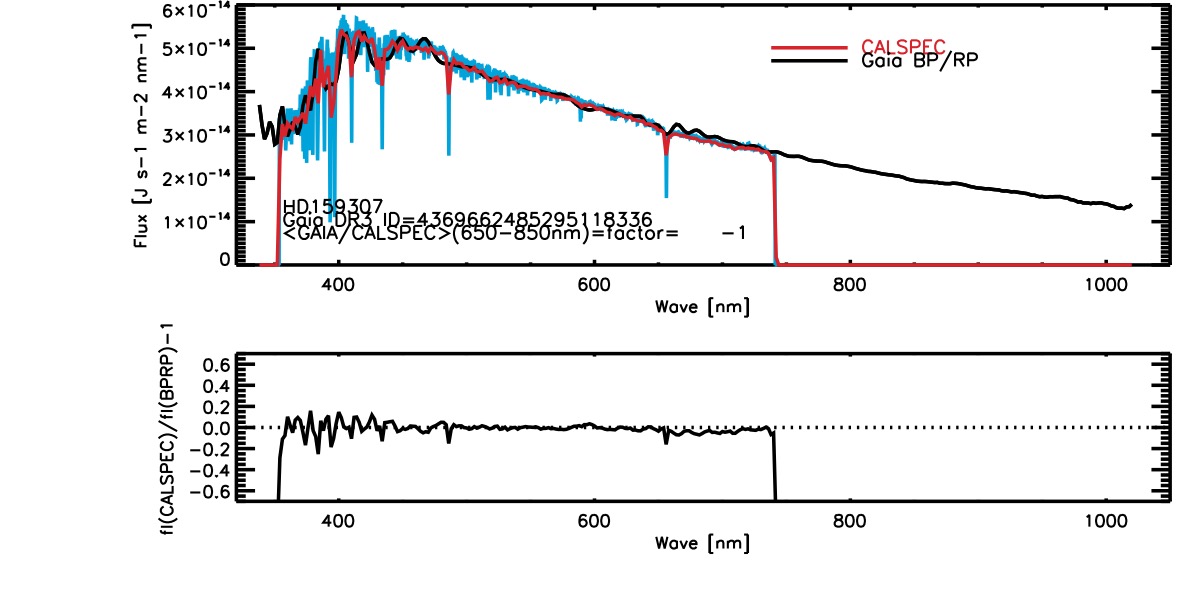 6×10−14
5×10−14
4×10−14
3×10−14
2×10−14
1×10−14
0
Flux [J s−1 m−2 nm−1]
CALSPEC
Gaia BP/RP
HD159307
Gaia DR3 ID=4369662485295118336
<GAIA/CALSPEC>(650−850nm)=factor= −1
400 600 800 1000
Wave [nm]
fl(CALSPEC)/fl(BPRP)−1
0.6
0.4
0.2
0.0
−0.2
−0.4
−0.6
400 600 800 1000
Wave [nm]